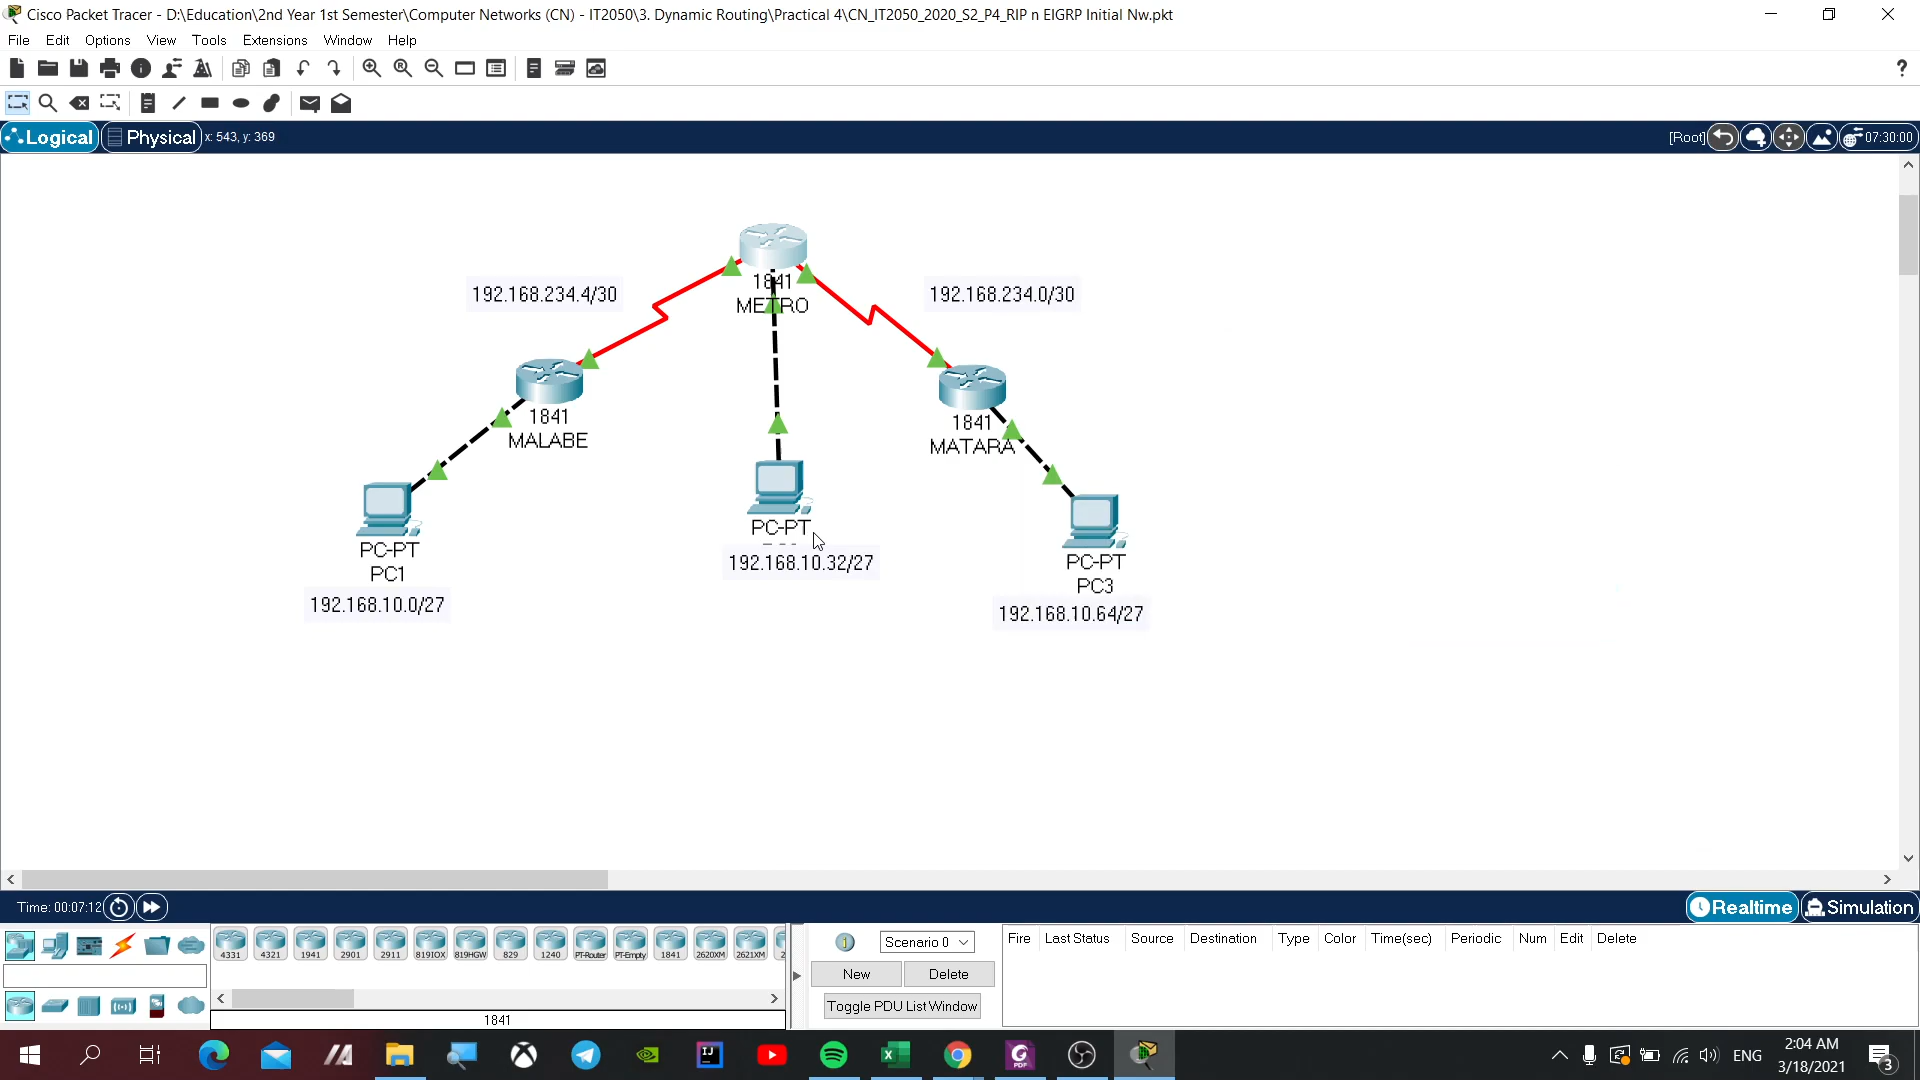 Cisco Packet Tracer - D:\Education\2nd Year 1st Semester\Computer Networks (CN) - IT2050\3. Dynamic Routing\Practical 4\CN_IT2050_2020_S2_P4_RIP n EIGRP Initial Nw.pkt
File Edit Options View Tools Extensions Window Help
?
Logical Physical x: 543, y: 369 [Root] 07:30:00
1841
METRO
192.168.234.4/30
192.168.234.0/30
1841
MALABE
1841
MATARA
PC-PT
PC1
192.168.10.0/27
PC-PT
192.168.10.32/27
PC-PT
PC3
192.168.10.64/27
Time: 00:07:12 Realtime Simulation
4331 4321 1941 2901 2911 819IOX 819HGW 829 1240 PT-Router PT-Empty 1841 2620XM 2621XM
1841
Scenario 0
New Delete
Toggle PDU List Window
Fire Last Status Source Destination Type Color Time(sec) Periodic Num Edit Delete
ENG
2:04 AM
3/18/2021
3